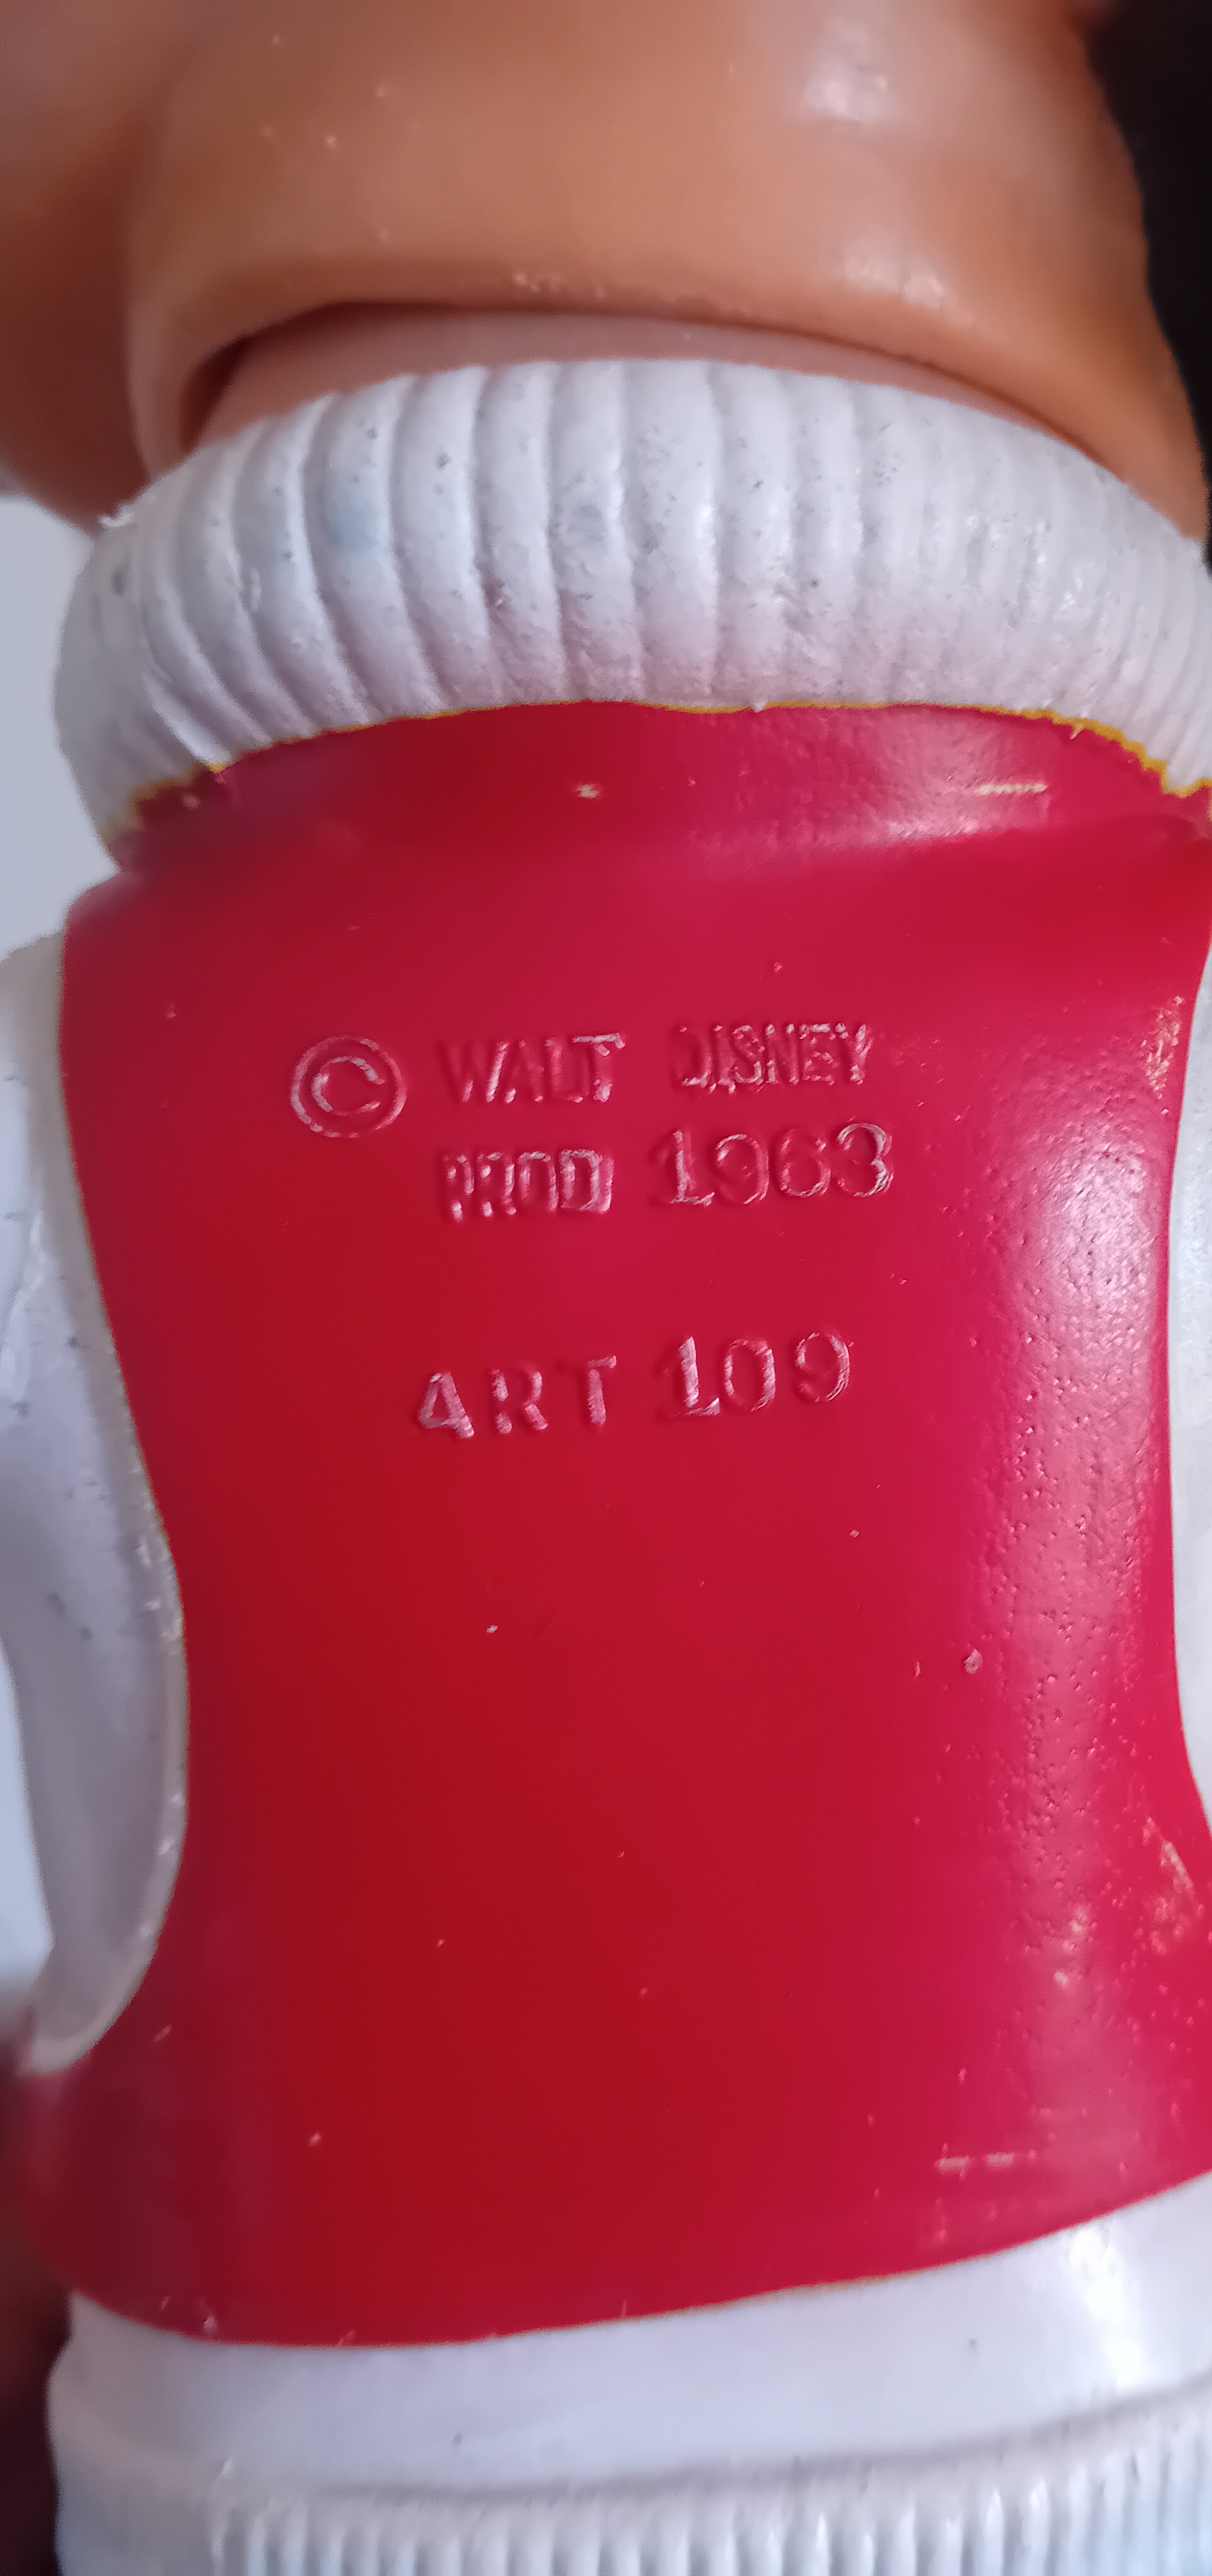 © WALT DISNEY
PROD 1963
ART 109